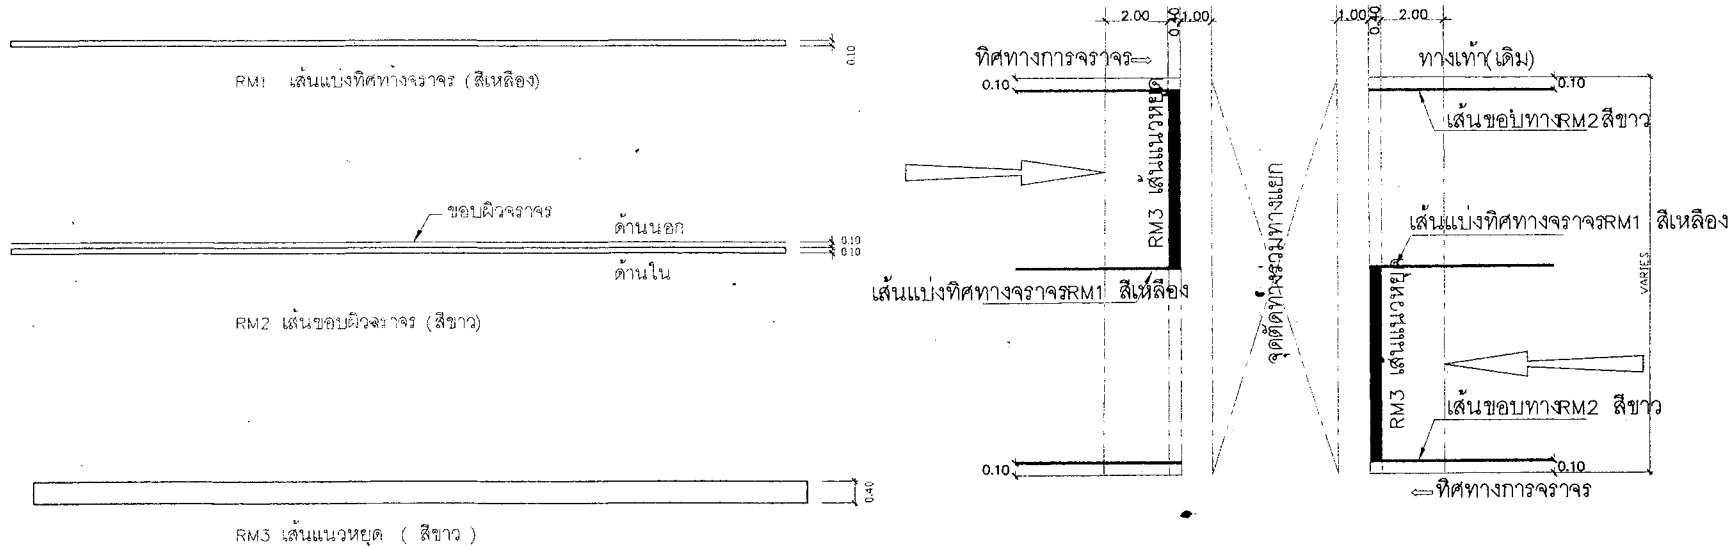 0.10
RM1 เส้นแบ่งทิศทางจราจร (สีเหลือง)
ขอบผิวจราจร
ด้านนอก
0.10
0.10
ด้านใน
RM2 เส้นขอบผิวจราจร (สีขาว)
0.40
RM3 เส้นแนวหยุด ( สีขาว )
2.00
0.40
1.00
1.00
0.40
2.00
ทิศทางการจราจร⇨
ทางเท้า(เดิม)
0.10
0.10
RM3 เส้นแนวหยุด
เส้นขอบทางRM2สีขาว
จุดตัดทางร่วมทางแยก
เส้นแบ่งทิศทางจราจรRM1 สีเหลือง
เส้นแบ่งทิศทางจราจรRM1 สีเหลือง
VARIES
RM3 เส้นแนวหยุด
เส้นขอบทางRM2 สีขาว
0.10
0.10
⇦ทิศทางการจราจร